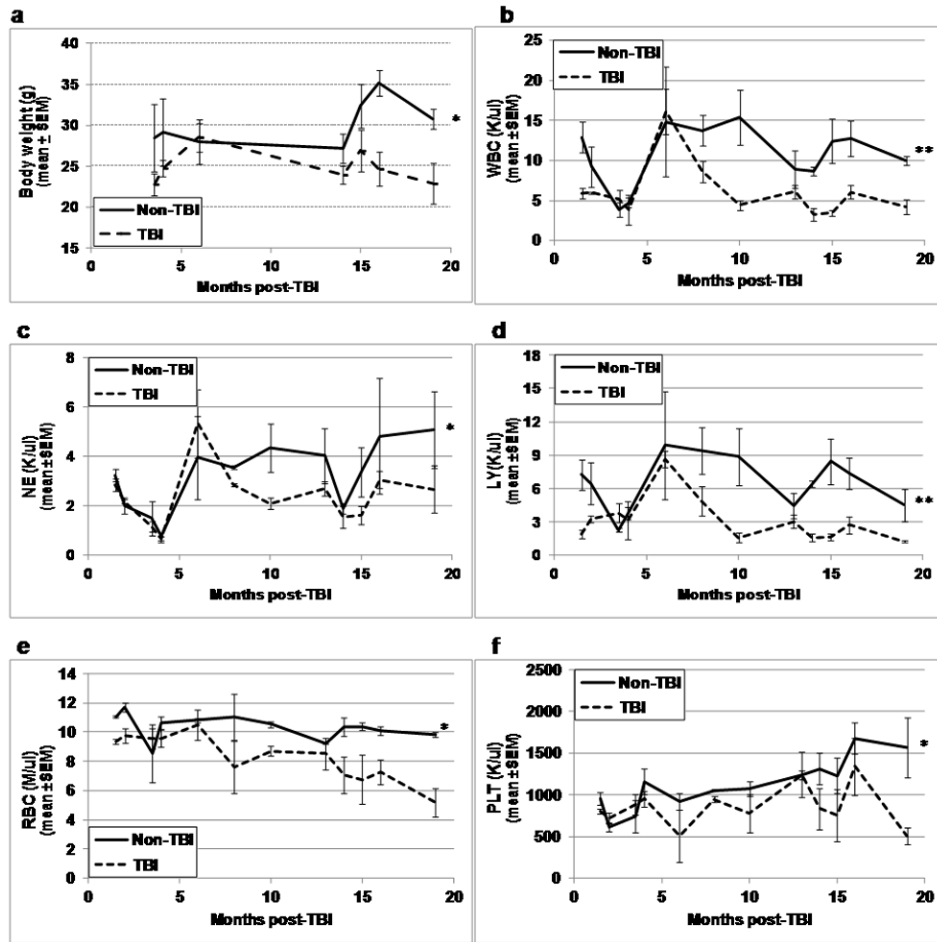 a
Body weight (g)
(mean ± SEM)
40
35
30
25
20
15
Non-TBI
TBI
*
0 5 10 15 20
Months post-TBI
b
WBC (K/ul)
(mean ±SEM)
25
20
15
10
5
0
Non-TBI
TBI
**
0 5 10 15 20
Months post-TBI
c
NE (K/ul)
(mean ±SEM)
8
6
4
2
0
Non-TBI
TBI
*
0 5 10 15 20
Months post-TBI
d
LY(K/ul)
(mean ±SEM)
18
15
12
9
6
3
0
Non-TBI
TBI
**
0 5 10 15 20
Months post-TBI
e
RBC (M/ul)
(mean ±SEM)
14
12
10
8
6
4
2
0
Non-TBI
TBI
*
0 5 10 15 20
Months post-TBI
f
PLT (K/ul)
(mean ±SEM)
2500
2000
1500
1000
500
0
Non-TBI
TBI
*
0 5 10 15 20
Months post-TBI